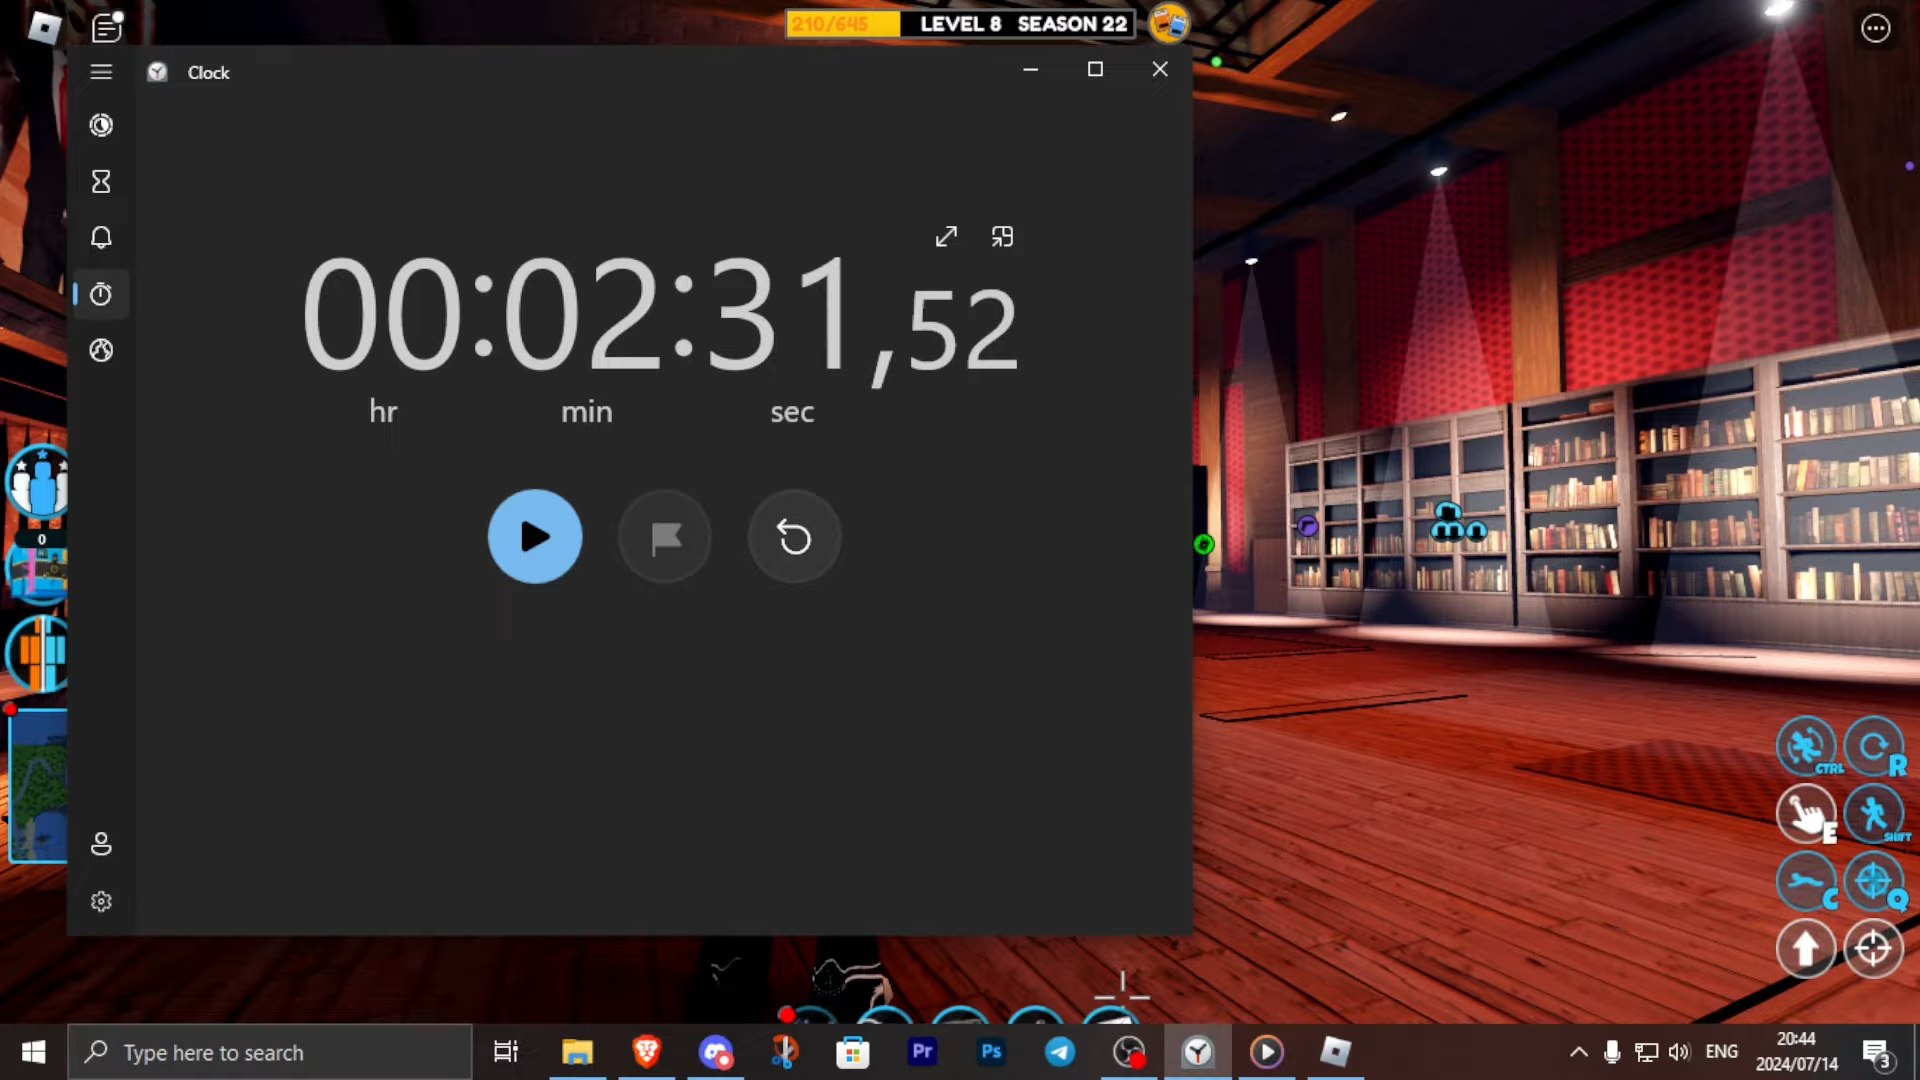 210/645 LEVEL 8 SEASON 22
Clock
00:02:31,52
hr min sec
0
CTRL R
E SHIFT
C Q
Type here to search
Pr Ps
ENG
20:44
2024/07/14
3